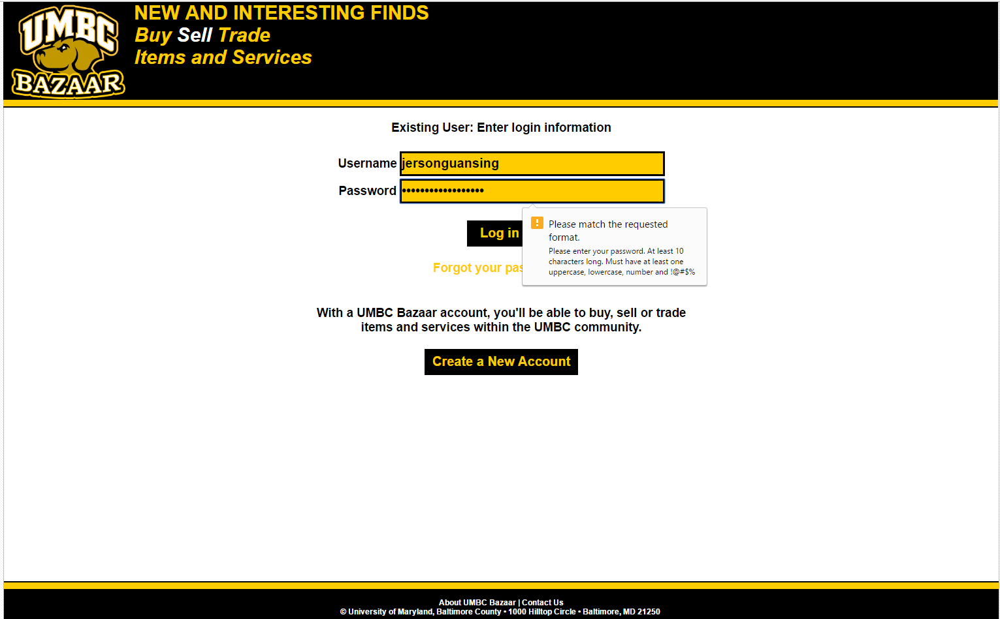 UMBC
BAZAAR
NEW AND INTERESTING FINDS
Buy Sell Trade
Items and Services
Existing User: Enter login information
Username jersonguansing
Password ••••••••••••••••••
Please match the requested
format.
Please enter your password. At least 10
characters long. Must have at least one
uppercase, lowercase, number and !@#$%
Log in
Forgot your pas
With a UMBC Bazaar account, you'll be able to buy, sell or trade
items and services within the UMBC community.
Create a New Account
About UMBC Bazaar | Contact Us
© University of Maryland, Baltimore County • 1000 Hilltop Circle • Baltimore, MD 21250